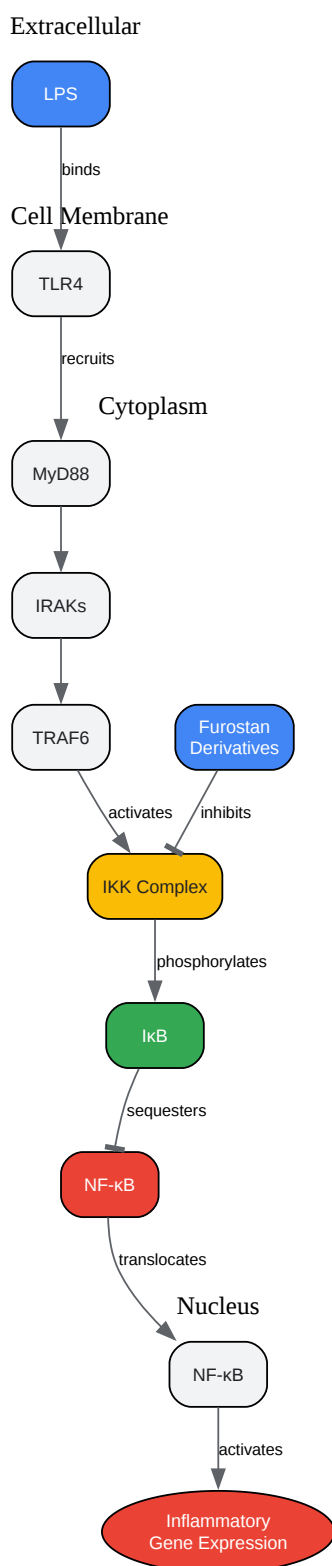 Extracellular
LPS
binds
Cell Membrane
TLR4
recruits
Cytoplasm
MyD88
IRAKs
TRAF6
Furostan
Derivatives
activates
inhibits
IKK Complex
phosphorylates
IκB
sequesters
NF-κB
translocates
Nucleus
NF-κB
activates
Inflammatory
Gene Expression